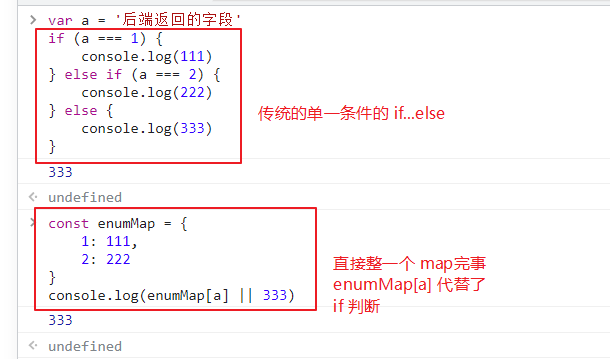 var a = '后端返回的字段'
if (a === 1) {
    console.log(111)
} else if (a === 2) {
    console.log(222)
} else {
    console.log(333)
}
传统的单一条件的 if...else
333
undefined
const enumMap = {
    1: 111,
    2: 222
}
console.log(enumMap[a] || 333)
直接整一个 map完事
enumMap[a] 代替了
if 判断
333
undefined